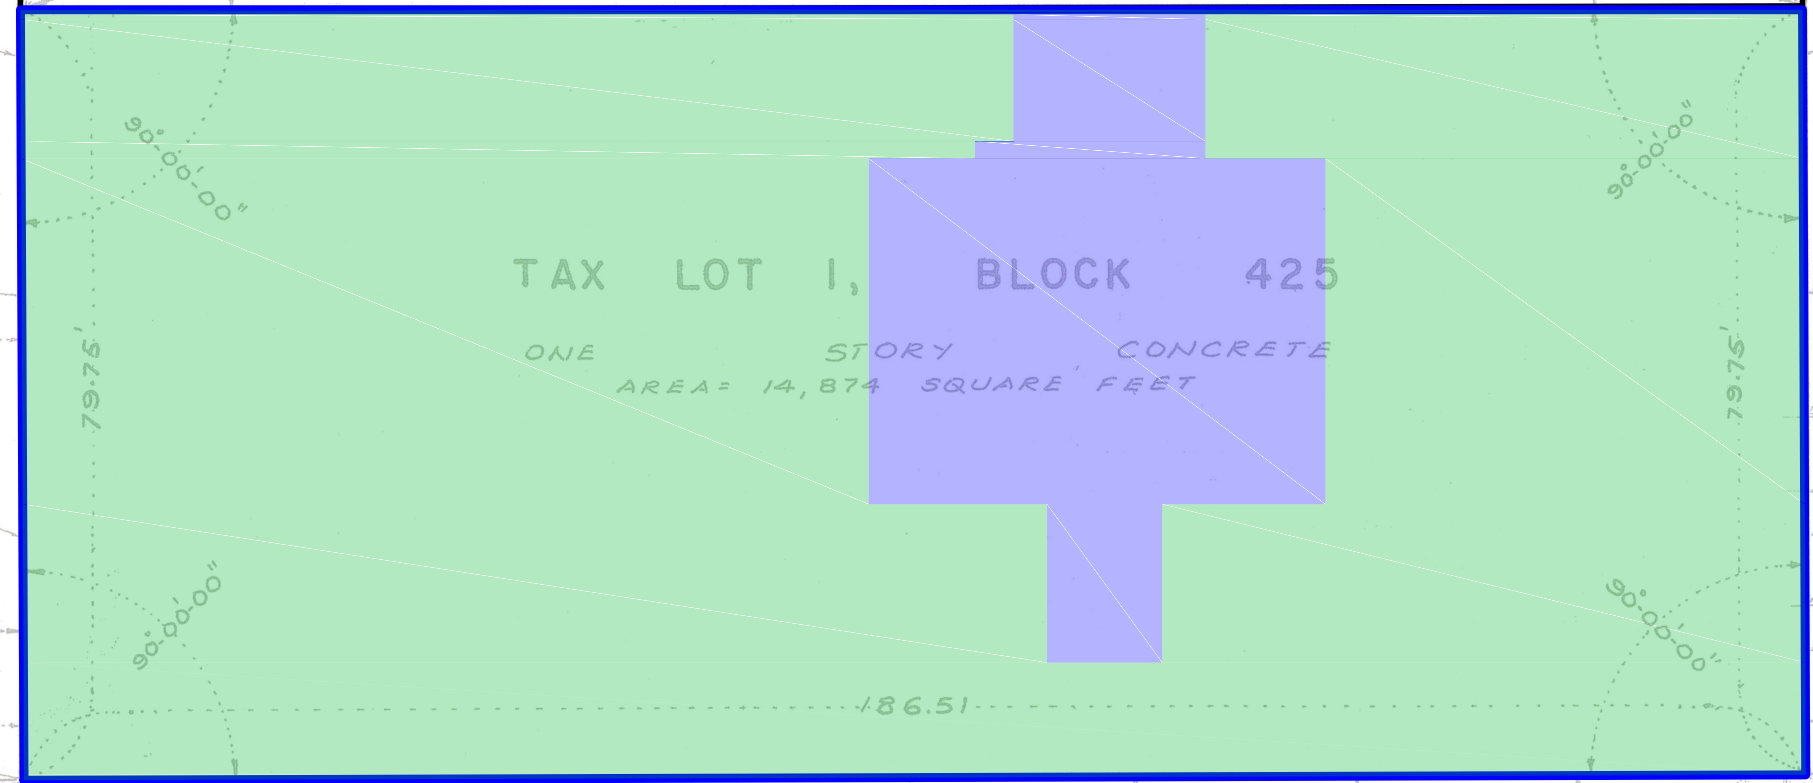 90°-00'-00"
90°-00'-00"
TAX LOT 1, BLOCK 425
ONE STORY CONCRETE
AREA= 14,874 SQUARE FEET
79.75'
79.75'
90°-00'-00"
90°-00'-00"
186.51